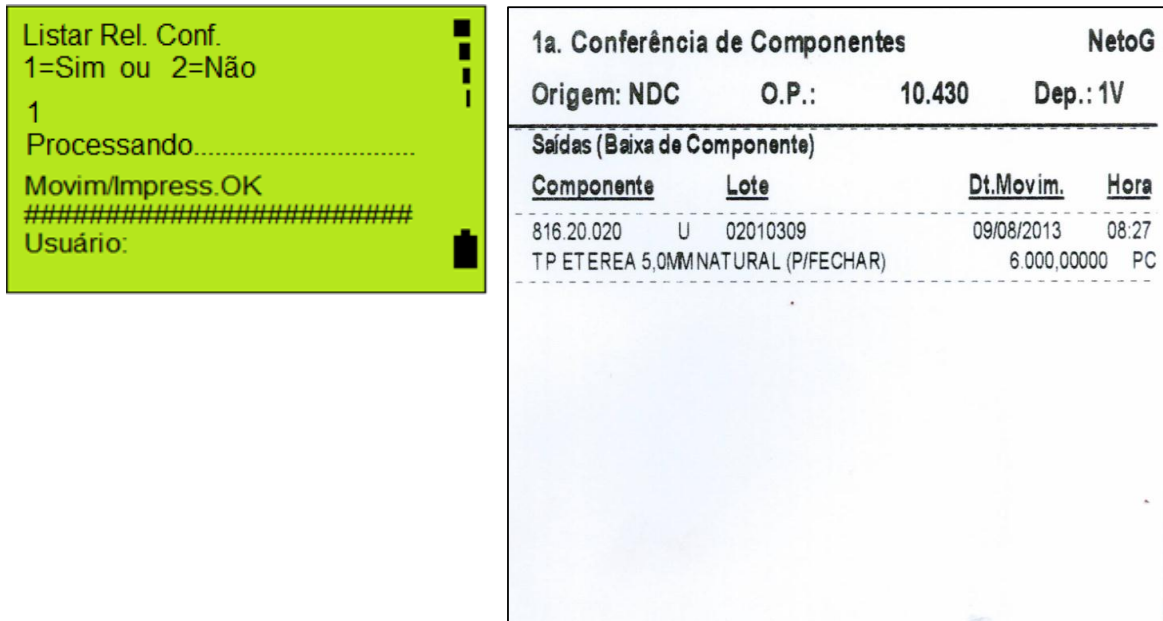 Listar Rel. Conf.
1=Sim ou 2=Não
1
Processando............................
Movim/Impress.OK
########################
Usuário:
1a. Conferência de Componentes NetoG
Origem: NDC O.P.: 10.430 Dep.: 1V
Saídas (Baixa de Componente)
Componente Lote Dt.Movim. Hora
816.20.020 U 02010309 09/08/2013 08:27
TP ETEREA 5,0MM NATURAL (P/FECHAR) 6.000,00000 PC